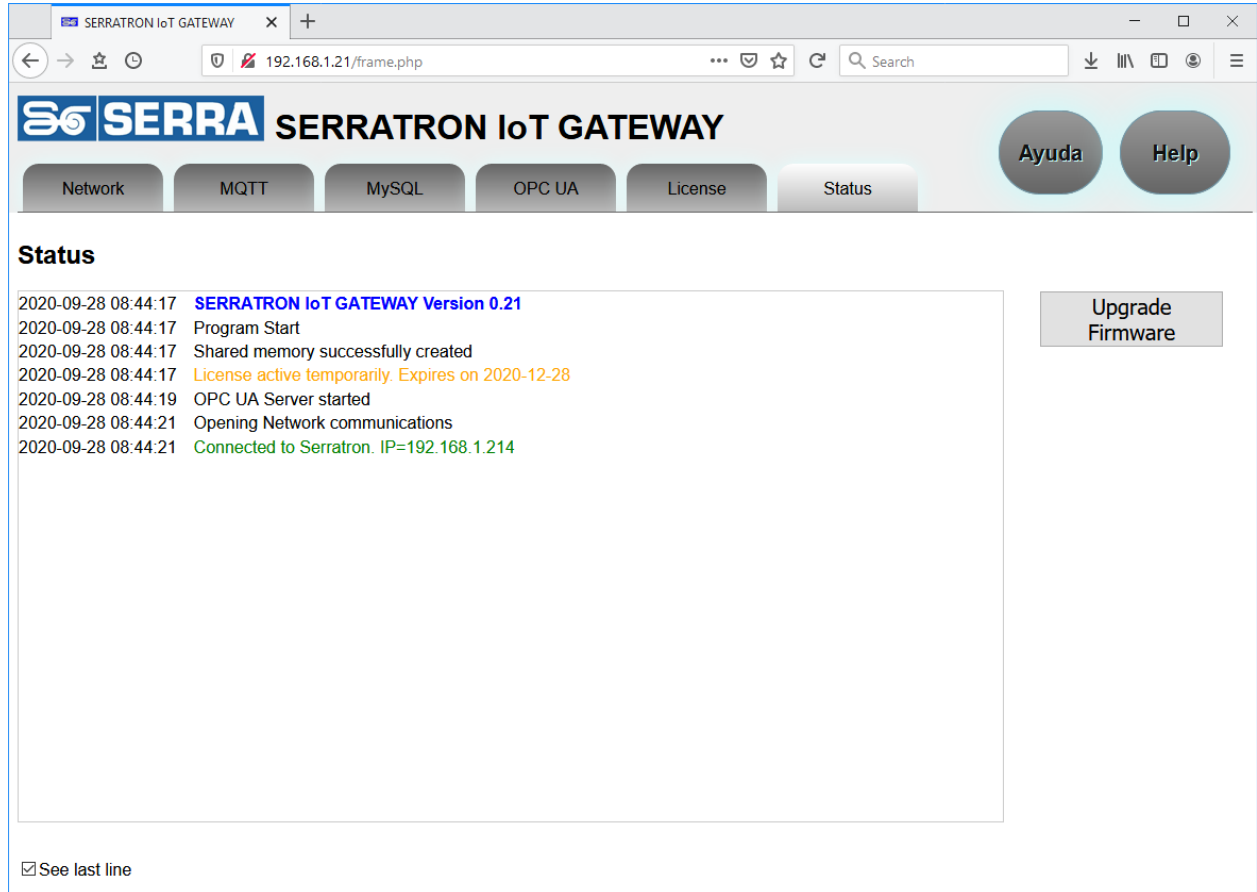 SERRATRON IoT GATEWAY
192.168.1.21/frame.php
Search
SERRA SERRATRON IoT GATEWAY
Ayuda Help
Network MQTT MySQL OPC UA License Status
Status
2020-09-28 08:44:17 SERRATRON IoT GATEWAY Version 0.21
2020-09-28 08:44:17 Program Start
2020-09-28 08:44:17 Shared memory successfully created
2020-09-28 08:44:17 License active temporarily. Expires on 2020-12-28
2020-09-28 08:44:19 OPC UA Server started
2020-09-28 08:44:21 Opening Network communications
2020-09-28 08:44:21 Connected to Serratron. IP=192.168.1.214
Upgrade
Firmware
See last line